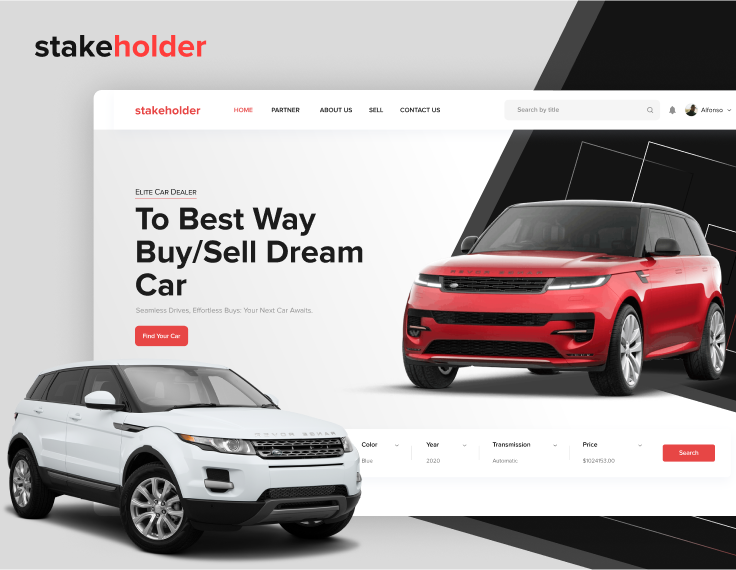 stakeholder
stakeholder HOME PARTNER ABOUT US SELL CONTACT US Search by title Alfonso
ELITE CAR DEALER
To Best Way
Buy/Sell Dream
Car
Seamless Drives, Effortless Buys: Your Next Car Awaits.
Find Your Car
Color Year Transmission Price
Blue 2020 Automatic $1024153.00
Search